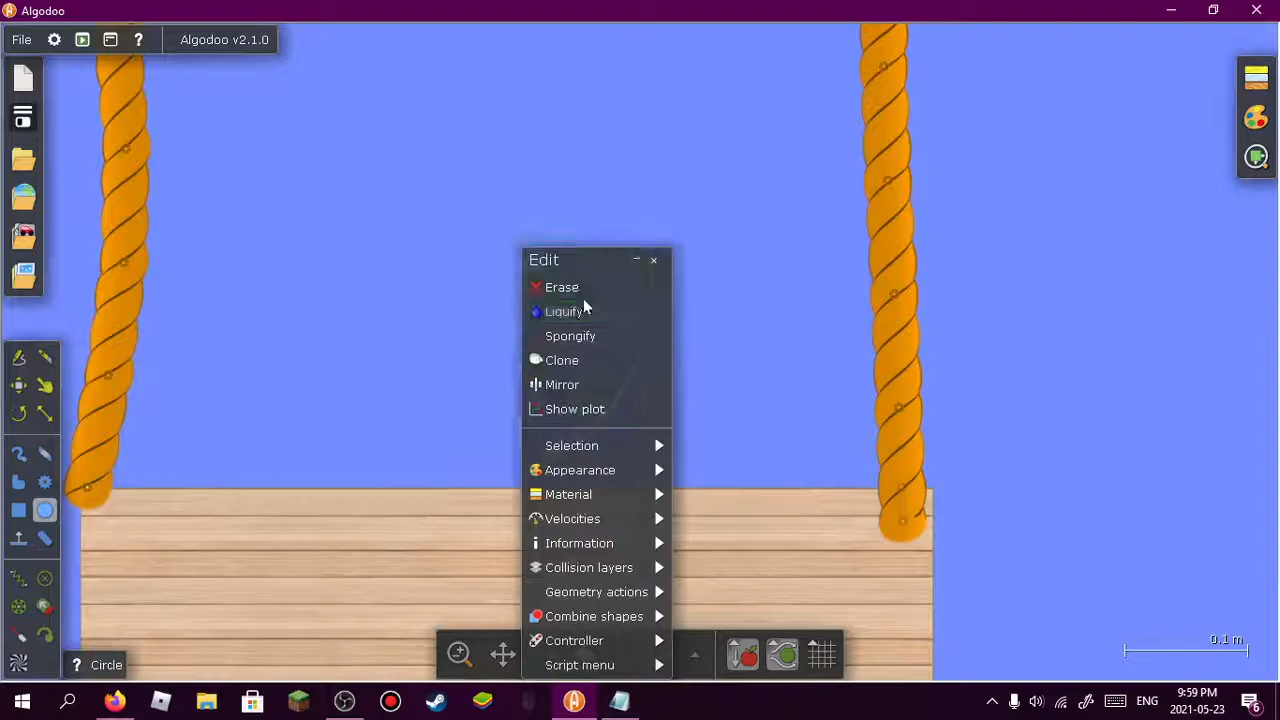 Algodoo
File
?
Algodoo v2.1.0
Edit
Erase
Liquify
Spongify
Clone
Mirror
Show plot
Selection
Appearance
Material
Velocities
Information
Collision layers
Geometry actions
Combine shapes
Controller
Script menu
? Circle
0.1 m
ENG
9:59 PM
2021-05-23
6